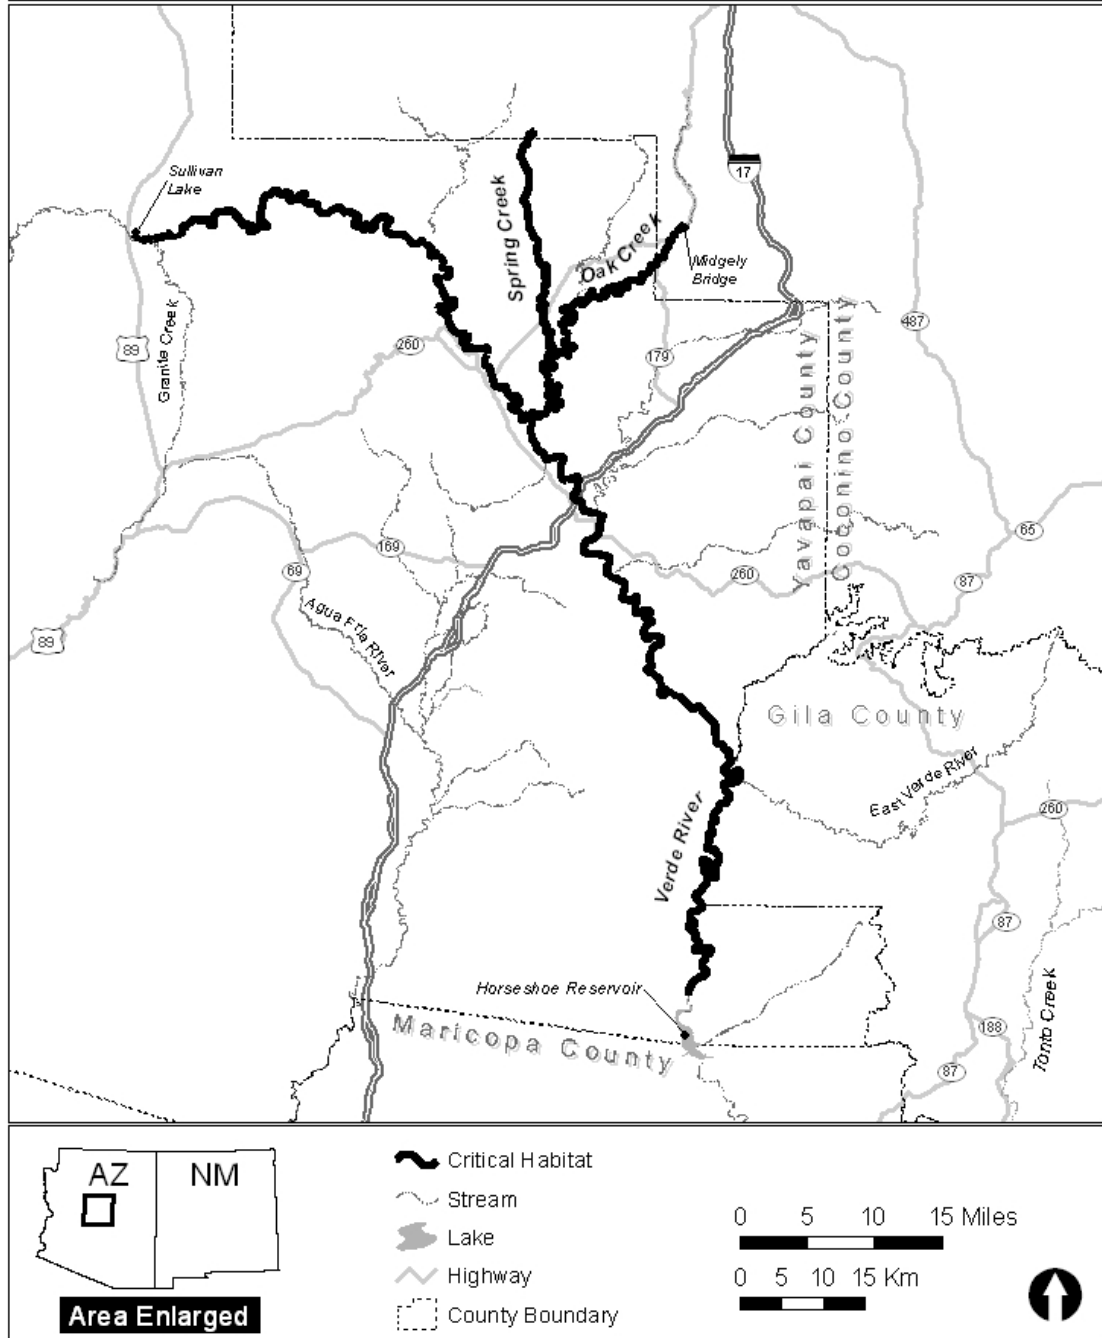 Sullivan
Lake
17
Spring Creek
Oak Creek
Midgely
Bridge
89
Granite Creek
260
179
487
Yavapai County
Coconino County
65
169
69
260
87
Agua Fria River
89
Gila County
East Verde River
260
Verde River
87
Horseshoe Reservoir
Maricopa County
188
Tonto Creek
87
AZ
NM
Area Enlarged
Critical Habitat
Stream
Lake
Highway
County Boundary
0 5 10 15 Miles
0 5 10 15 Km